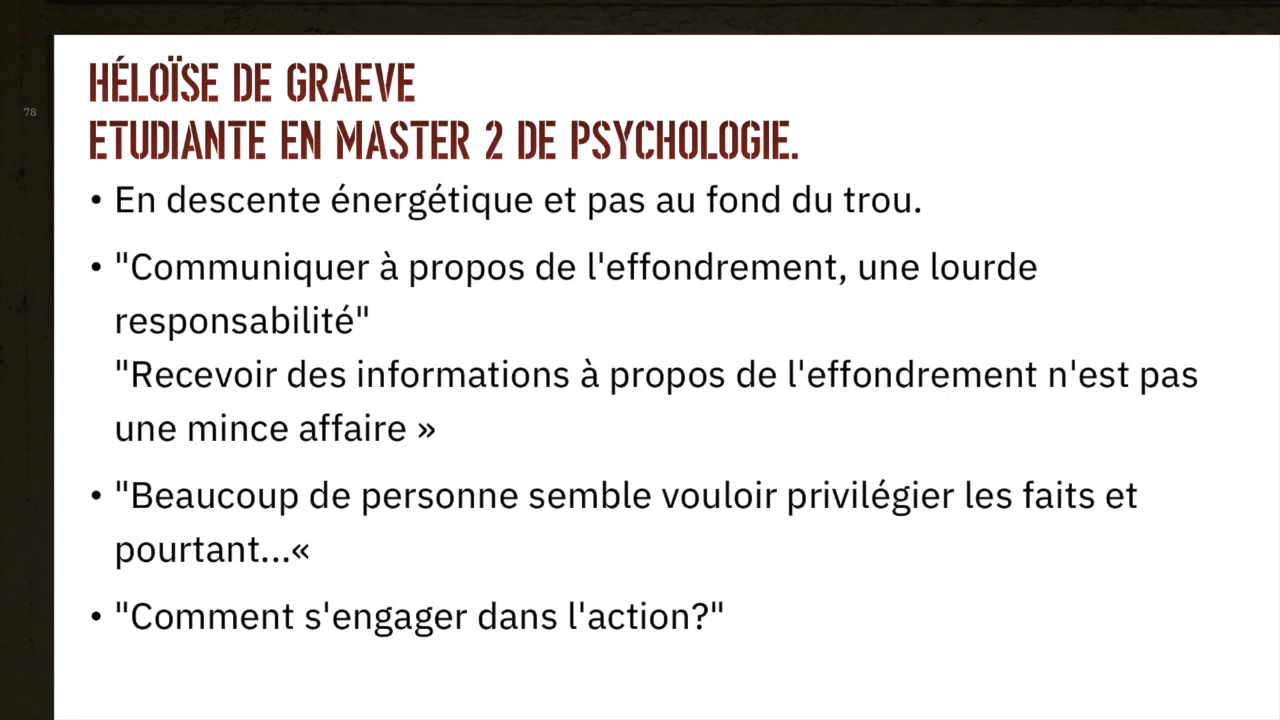 78
HÉLOÏSE DE GRAEVE
ETUDIANTE EN MASTER 2 DE PSYCHOLOGIE.
• En descente énergétique et pas au fond du trou.
• "Communiquer à propos de l'effondrement, une lourde
responsabilité"
"Recevoir des informations à propos de l'effondrement n'est pas
une mince affaire »
• "Beaucoup de personne semble vouloir privilégier les faits et
pourtant...«
• "Comment s'engager dans l'action?"